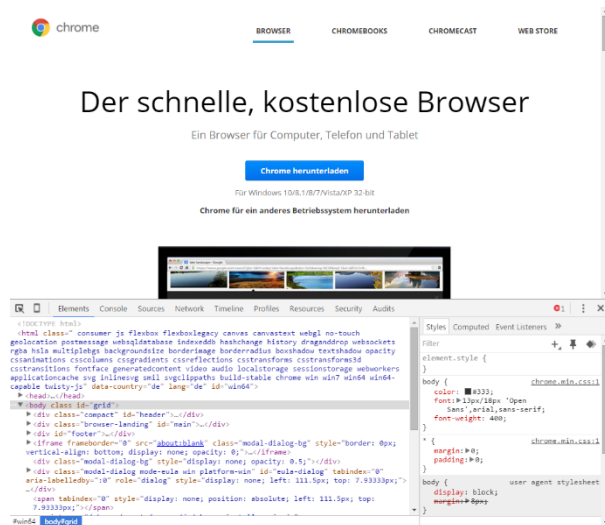 chrome
BROWSER CHROMEBOOKS CHROMECAST WEB STORE
Der schnelle, kostenlose Browser
Ein Browser für Computer, Telefon und Tablet
Chrome herunterladen
Für Windows 10/8.1/8/7/Vista/XP 32-bit
Chrome für ein anderes Betriebssystem herunterladen
Elements Console Sources Network Timeline Profiles Resources Security Audits 1
<!DOCTYPE html>
<html class=" consumer js flexbox flexboxlegacy canvas canvastext webgl no-touch
geolocation postmessage websqldatabase indexeddb hashchange history draganddrop websockets
rgba hsla multiplebgs backgroundsize borderimage borderradius boxshadow textshadow opacity
cssanimations csscolumns cssgradients cssreflections csstransforms csstransforms3d
csstransitions fontface generatedcontent video audio localstorage sessionstorage webworkers
applicationcache svg inlinesvg smil svgclippaths build-stable chrome win win7 win64 win64-
capable twisty-js" data-country="de" lang="de" id="win64">
<head>…</head>
<body class id="grid">
<div class="compact" id="header">…</div>
<div class="browser-landing" id="main">…</div>
<div id="footer">…</div>
<iframe frameborder="0" src="about:blank" class="modal-dialog-bg" style="border: 0px;
vertical-align: bottom; display: none; opacity: 0;">…</iframe>
<div class="modal-dialog-bg" style="display: none; opacity: 0.5;"></div>
<div class="modal-dialog mode-eula win platform-win" id="eula-dialog" tabindex="0"
aria-labelledby=":0" role="dialog" style="display: none; left: 111.5px; top: 7.93333px;">
…</div>
<span tabindex="0" style="display: none; position: absolute; left: 111.5px; top:
7.93333px;"></span>
#win64 body#grid
Styles Computed Event Listeners »
Filter
element.style {
}
body { chrome.min.css:1
color: #333;
font: 13px/18px 'Open
Sans',arial,sans-serif;
font-weight: 400;
}
* { chrome.min.css:1
margin: 0;
padding: 0;
}
body { user agent stylesheet
display: block;
margin: 8px;
}